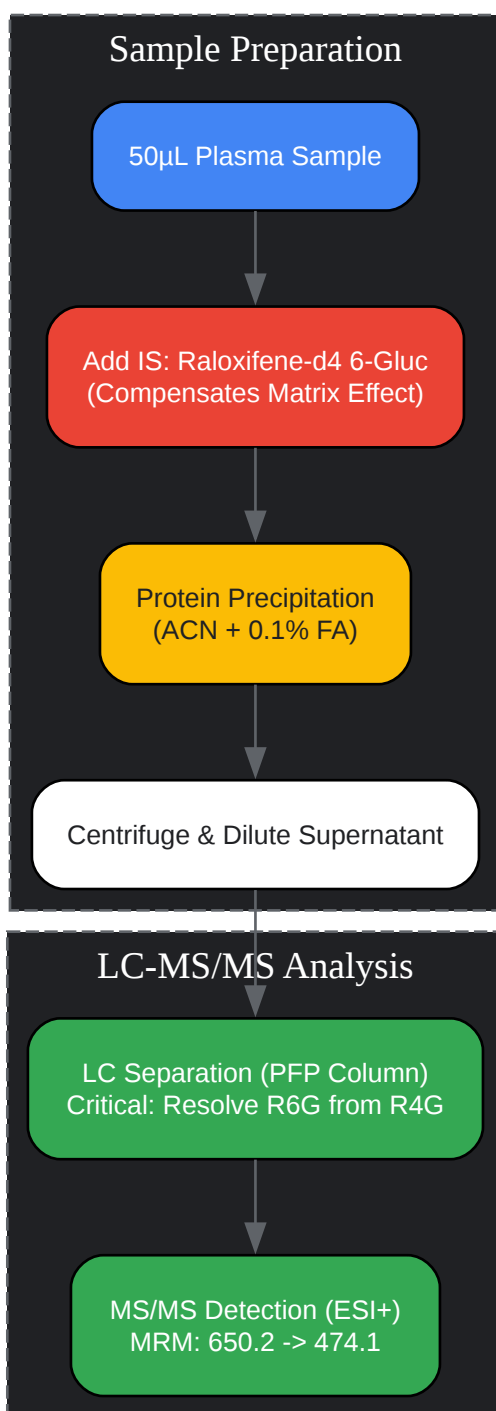 Sample Preparation
50µL Plasma Sample
Add IS: Raloxifene-d4 6-Gluc
(Compensates Matrix Effect)
Protein Precipitation
(ACN + 0.1% FA)
Centrifuge & Dilute Supernatant
LC-MS/MS Analysis
LC Separation (PFP Column)
Critical: Resolve R6G from R4G
MS/MS Detection (ESI+)
MRM: 650.2 -> 474.1